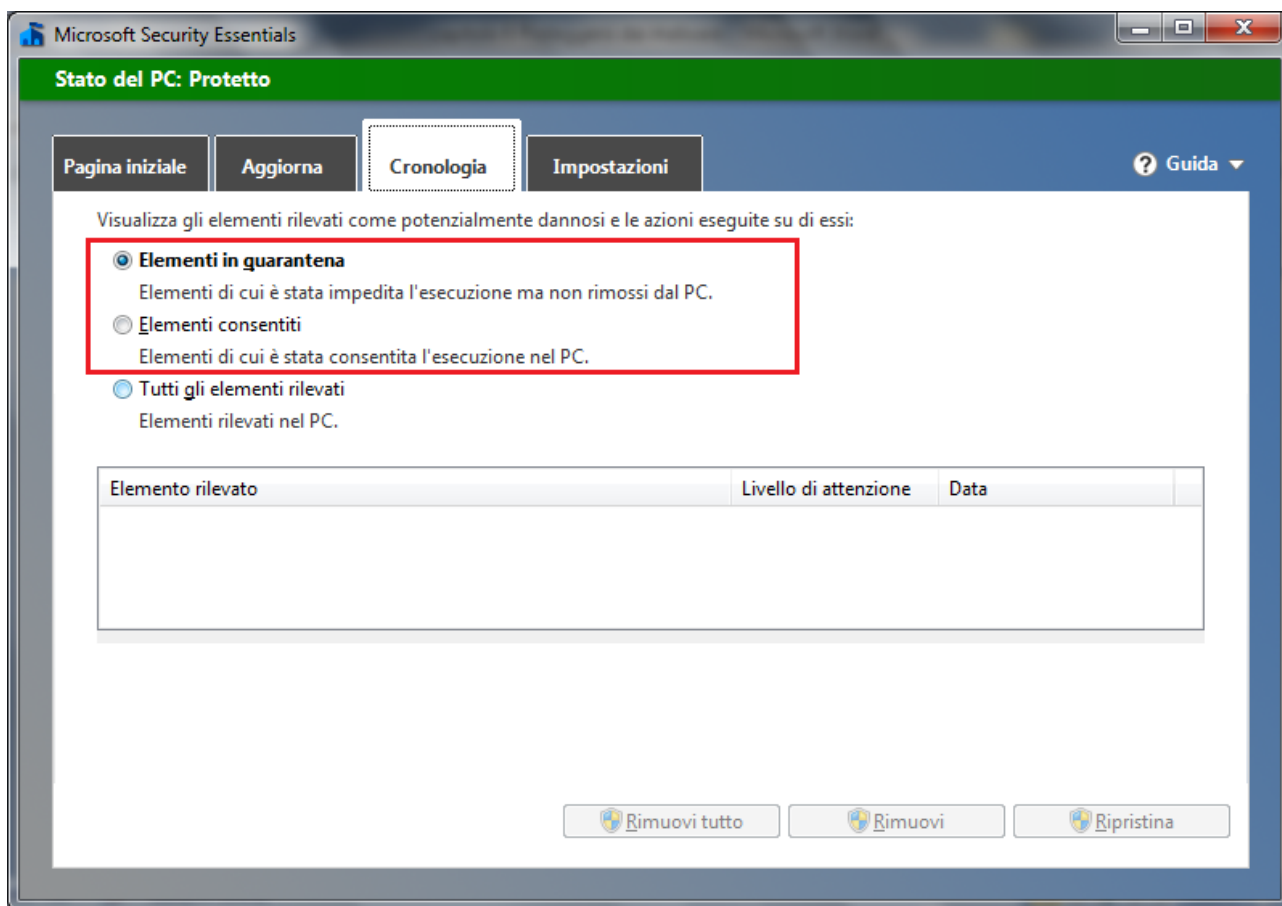 Microsoft Security Essentials
Stato del PC: Protetto
Pagina iniziale
Aggiorna
Cronologia
Impostazioni
Guida
Visualizza gli elementi rilevati come potenzialmente dannosi e le azioni eseguite su di essi:
Elementi in quarantena
Elementi di cui è stata impedita l'esecuzione ma non rimossi dal PC.
Elementi consentiti
Elementi di cui è stata consentita l'esecuzione nel PC.
Tutti gli elementi rilevati
Elementi rilevati nel PC.
Elemento rilevato Livello di attenzione Data
Rimuovi tutto Rimuovi Ripristina